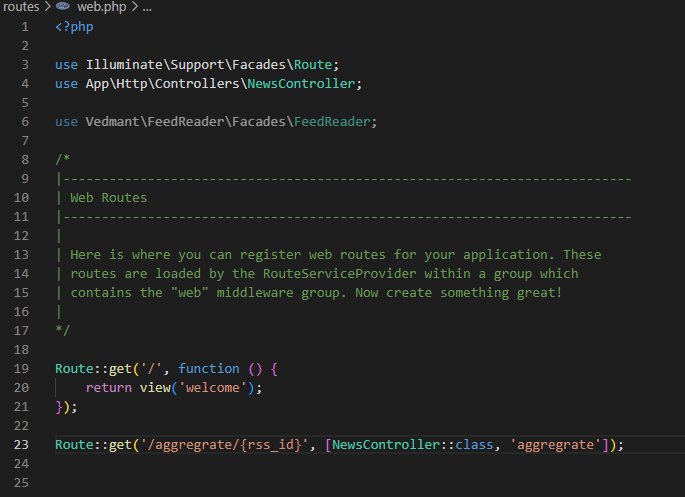 routes > web.php > ...
1 <?php
2
3 use Illuminate\Support\Facades\Route;
4 use App\Http\Controllers\NewsController;
5
6 use Vedmant\FeedReader\Facades\FeedReader;
7
8 /*
9 |--------------------------------------------------------------------------
10 | Web Routes
11 |--------------------------------------------------------------------------
12 |
13 | Here is where you can register web routes for your application. These
14 | routes are loaded by the RouteServiceProvider within a group which
15 | contains the "web" middleware group. Now create something great!
16 |
17 */
18
19 Route::get('/', function () {
20     return view('welcome');
21 });
22
23 Route::get('/aggregrate/{rss_id}', [NewsController::class, 'aggregrate']);
24
25